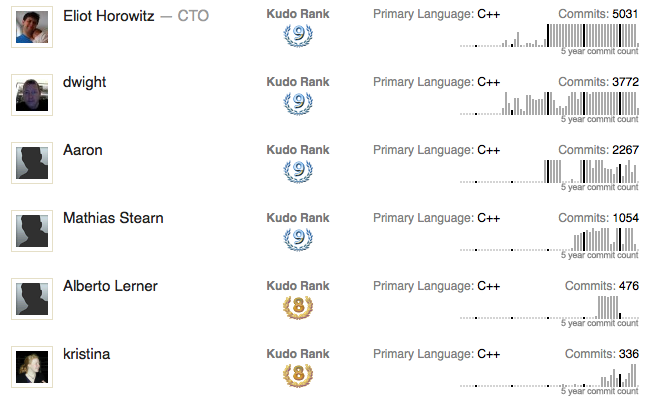 Eliot Horowitz — CTO Kudo Rank Primary Language: C++ Commits: 5031
9
5 year commit count
dwight Kudo Rank Primary Language: C++ Commits: 3772
9
5 year commit count
Aaron Kudo Rank Primary Language: C++ Commits: 2267
9
5 year commit count
Mathias Stearn Kudo Rank Primary Language: C++ Commits: 1054
9
5 year commit count
Alberto Lerner Kudo Rank Primary Language: C++ Commits: 476
8
5 year commit count
kristina Kudo Rank Primary Language: C++ Commits: 336
8
5 year commit count